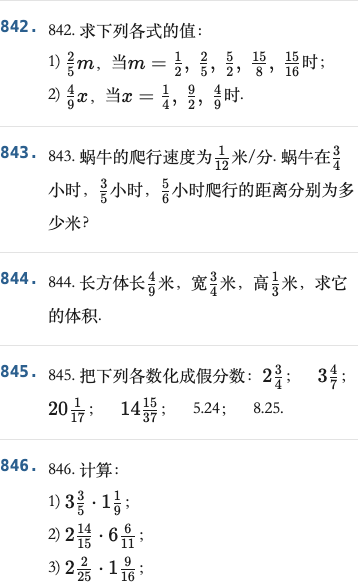 842. 842. 求下列各式的值:
1) 2/5 m, 当m = 1/2, 2/5, 5/2, 15/8, 15/16 时;
2) 4/9 x, 当x = 1/4, 9/2, 4/9 时.
843. 843. 蜗牛的爬行速度为 1/12 米/分. 蜗牛在 3/4
小时, 3/5 小时, 5/6 小时爬行的距离分别为多
少米?
844. 844. 长方体长 4/9 米, 宽 3/4 米, 高 1/3 米, 求它
的体积.
845. 845. 把下列各数化成假分数: 2 3/4; 3 4/7;
20 1/17; 14 15/37; 5.24; 8.25.
846. 846. 计算:
1) 3 3/5 · 1 1/9;
2) 2 14/15 · 6 6/11;
3) 2 2/25 · 1 9/16;